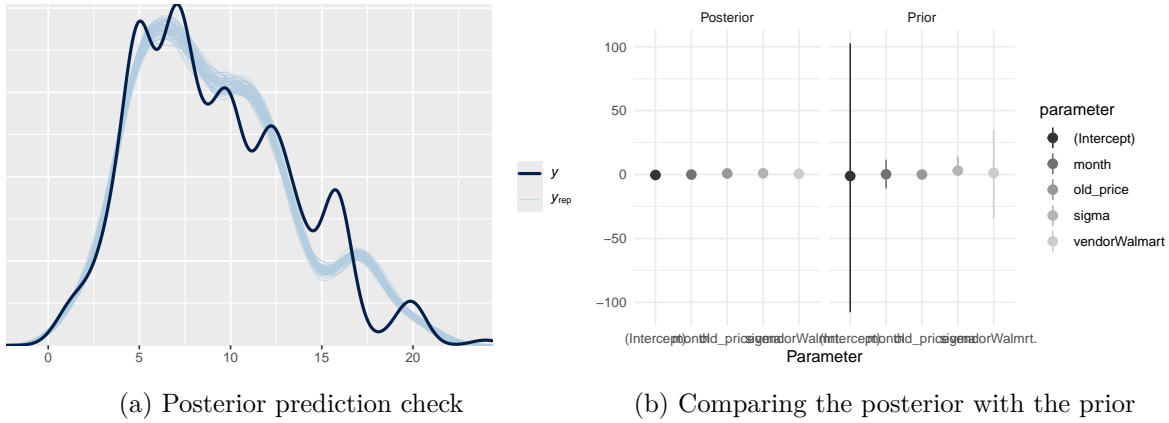 Posterior
Prior
100
50
0
−50
−100
Parameter
parameter
(Intercept)
month
old_price
sigma
vendorWalmart
y
yrep
0
5
10
15
20
(a) Posterior prediction check
(b) Comparing the posterior with the prior